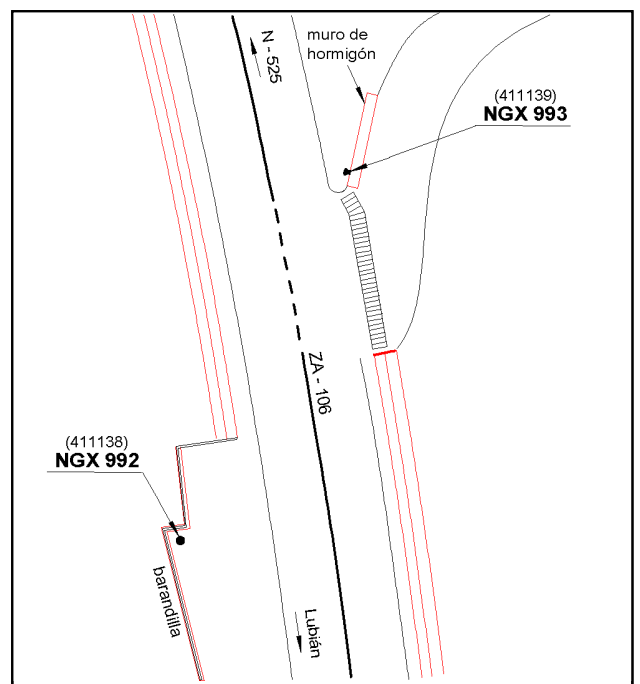 N - 525
muro de
hormigón
(411139)
NGX 993
ZA - 106
(411138)
NGX 992
barandilla
Lubián